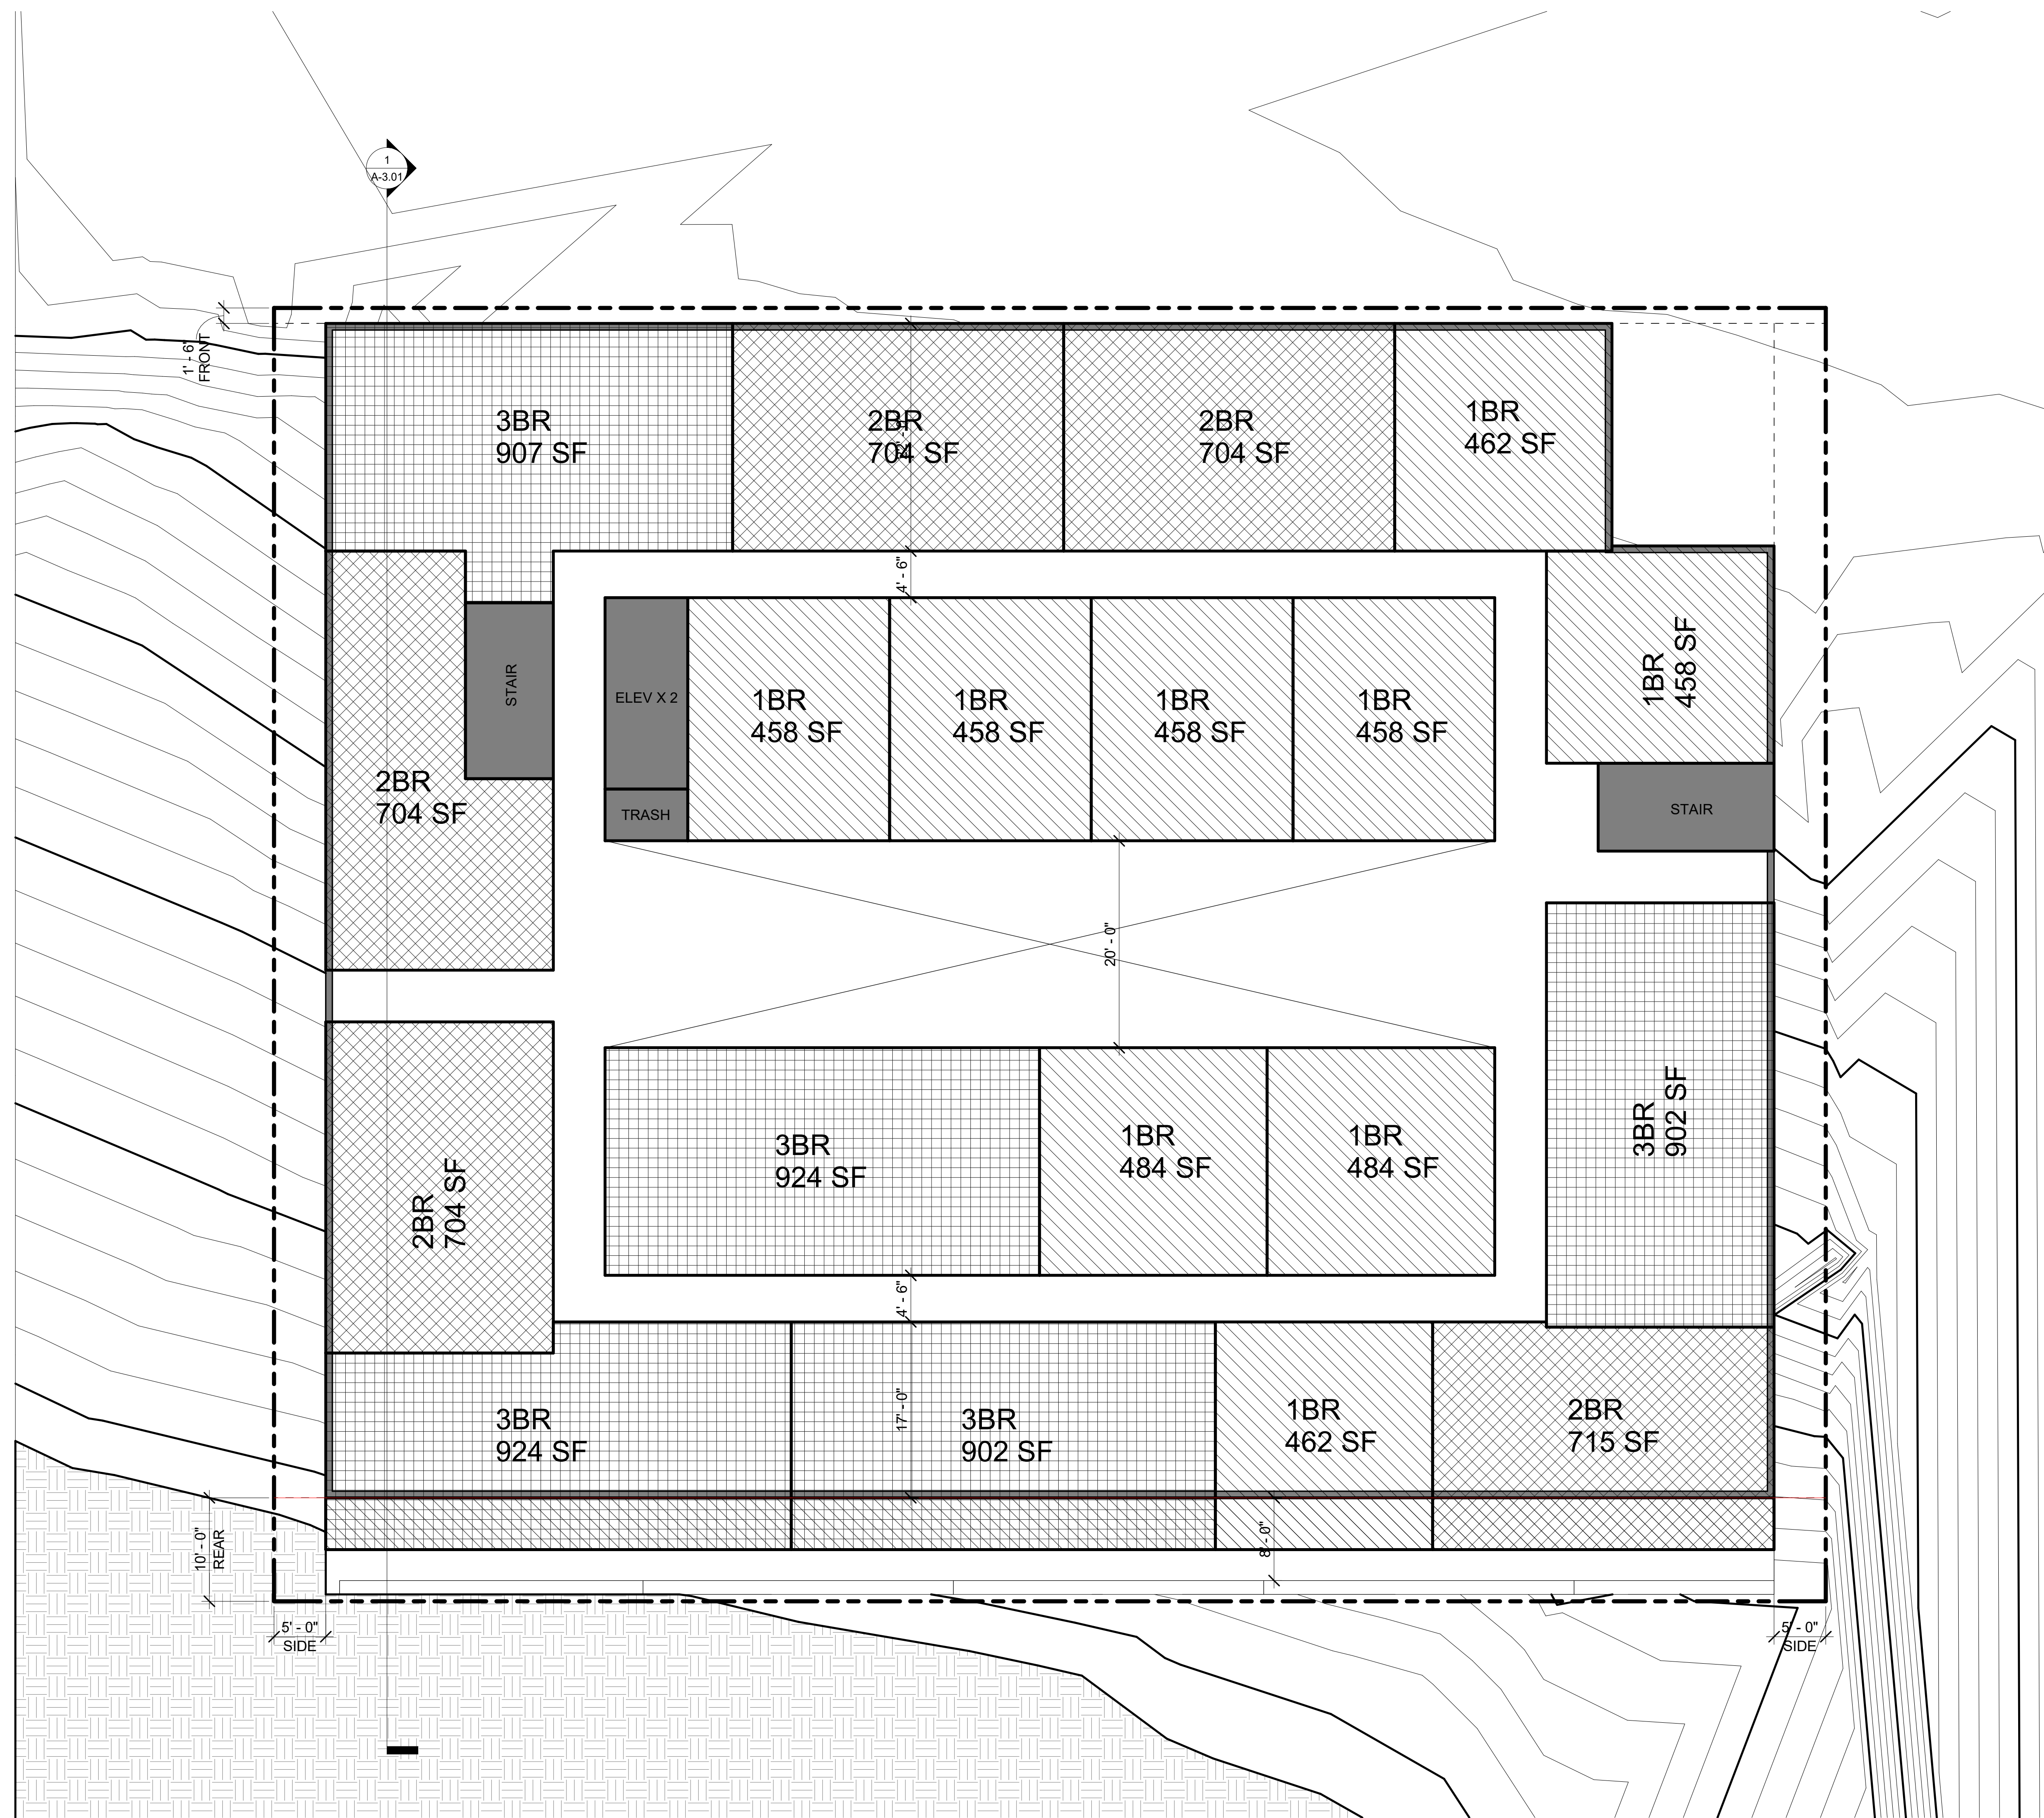 1
A-3.01
1' - 6"
FRONT
3BR
907 SF
2BR
704 SF
2BR
704 SF
1BR
462 SF
4' - 6"
STAIR
ELEV X 2
TRASH
1BR
458 SF
1BR
458 SF
1BR
458 SF
1BR
458 SF
1BR
458 SF
STAIR
2BR
704 SF
20' - 0"
2BR
704 SF
3BR
924 SF
1BR
484 SF
1BR
484 SF
3BR
902 SF
4' - 6"
3BR
924 SF
17' - 0"
3BR
902 SF
1BR
462 SF
2BR
715 SF
10' - 0"
REAR
8' - 0"
5' - 0"
SIDE
5' - 0"
SIDE